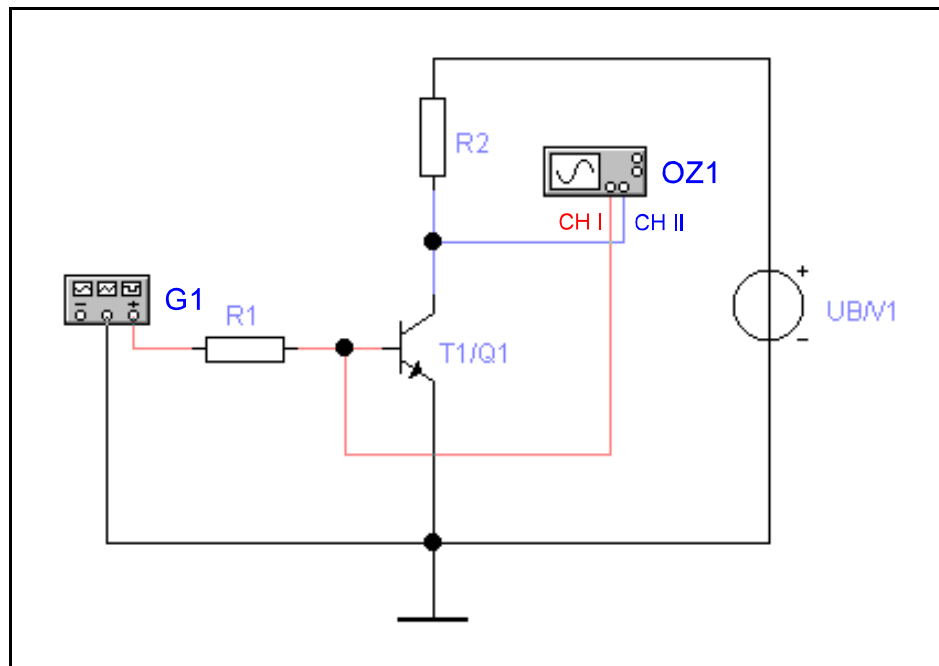 R2
OZ1
CH I
CH II
G1
R1
T1/Q1
+
UB/V1
−
− +